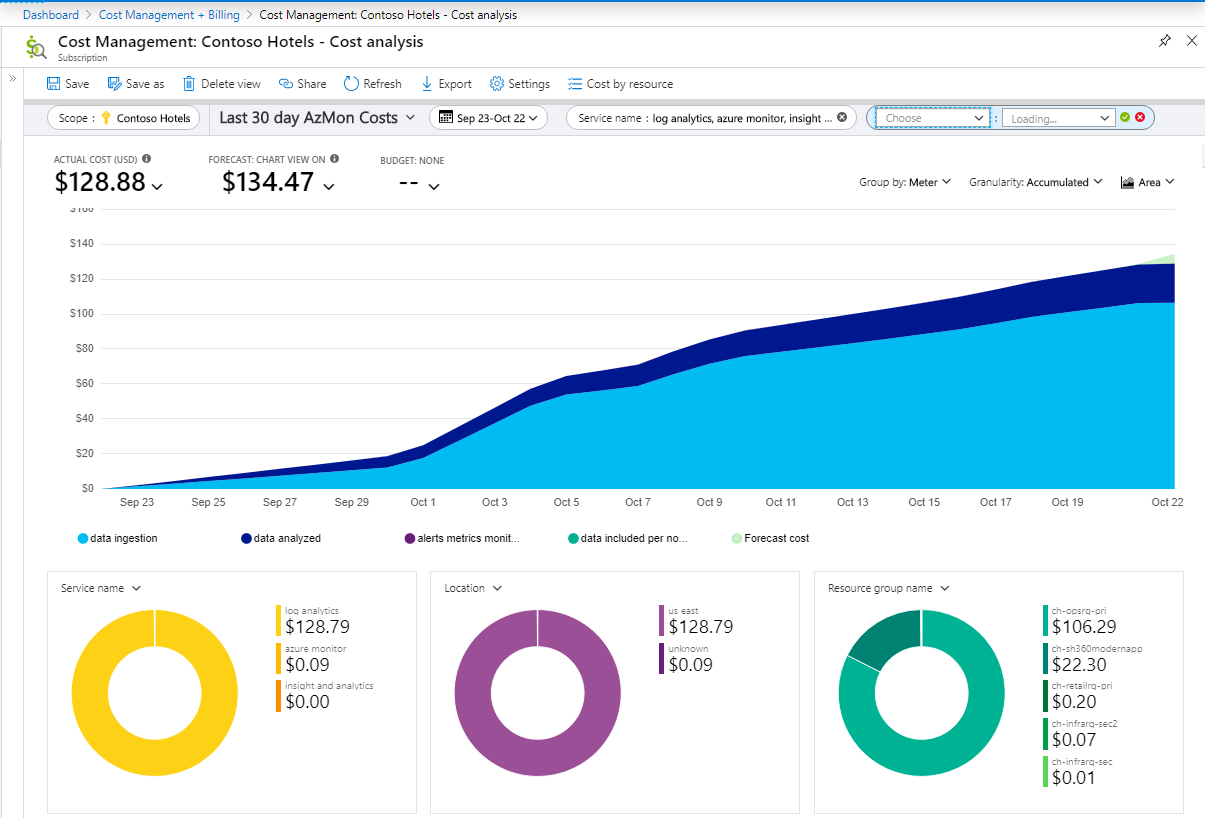 Dashboard > Cost Management + Billing > Cost Management: Contoso Hotels - Cost analysis
Cost Management: Contoso Hotels - Cost analysis
Subscription
» Save Save as Delete view Share Refresh Export Settings Cost by resource
Scope : Contoso Hotels Last 30 day AzMon Costs Sep 23-Oct 22 Service name : log analytics, azure monitor, insight ... Choose : Loading...
ACTUAL COST (USD) FORECAST: CHART VIEW ON BUDGET: NONE
$128.88 $134.47 --
Group by: Meter Granularity: Accumulated Area
$160
$140
$120
$100
$80
$60
$40
$20
$0
Sep 23 Sep 25 Sep 27 Sep 29 Oct 1 Oct 3 Oct 5 Oct 7 Oct 9 Oct 11 Oct 13 Oct 15 Oct 17 Oct 19 Oct 22
data ingestion data analyzed alerts metrics monit... data included per no... Forecast cost
Service name
log analytics
$128.79
azure monitor
$0.09
insight and analytics
$0.00
Location
us east
$128.79
unknown
$0.09
Resource group name
ch-opsrg-pri
$106.29
ch-sh360modernapp
$22.30
ch-retailrg-pri
$0.20
ch-infrarg-sec2
$0.07
ch-infrarg-sec
$0.01